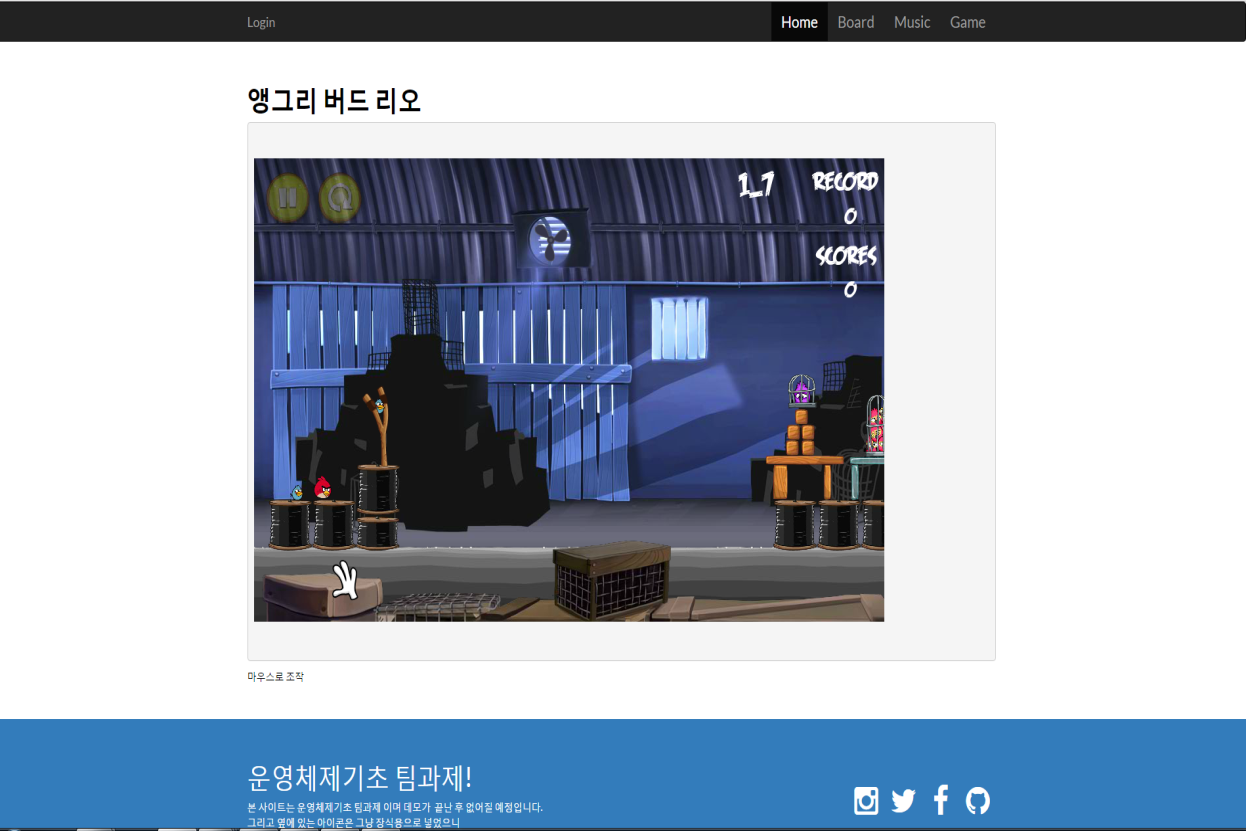 Login
Home Board Music Game
앵그리 버드 리오
1_7
RECORD
0
SCORES
0
마우스로 조작
운영체제기초 팀과제!
본 사이트는 운영체제기초 팀과제 이며 데모가 끝난 후 없어질 예정입니다.
그리고 옆에 있는 아이콘은 그냥 장식용으로 넣었으니